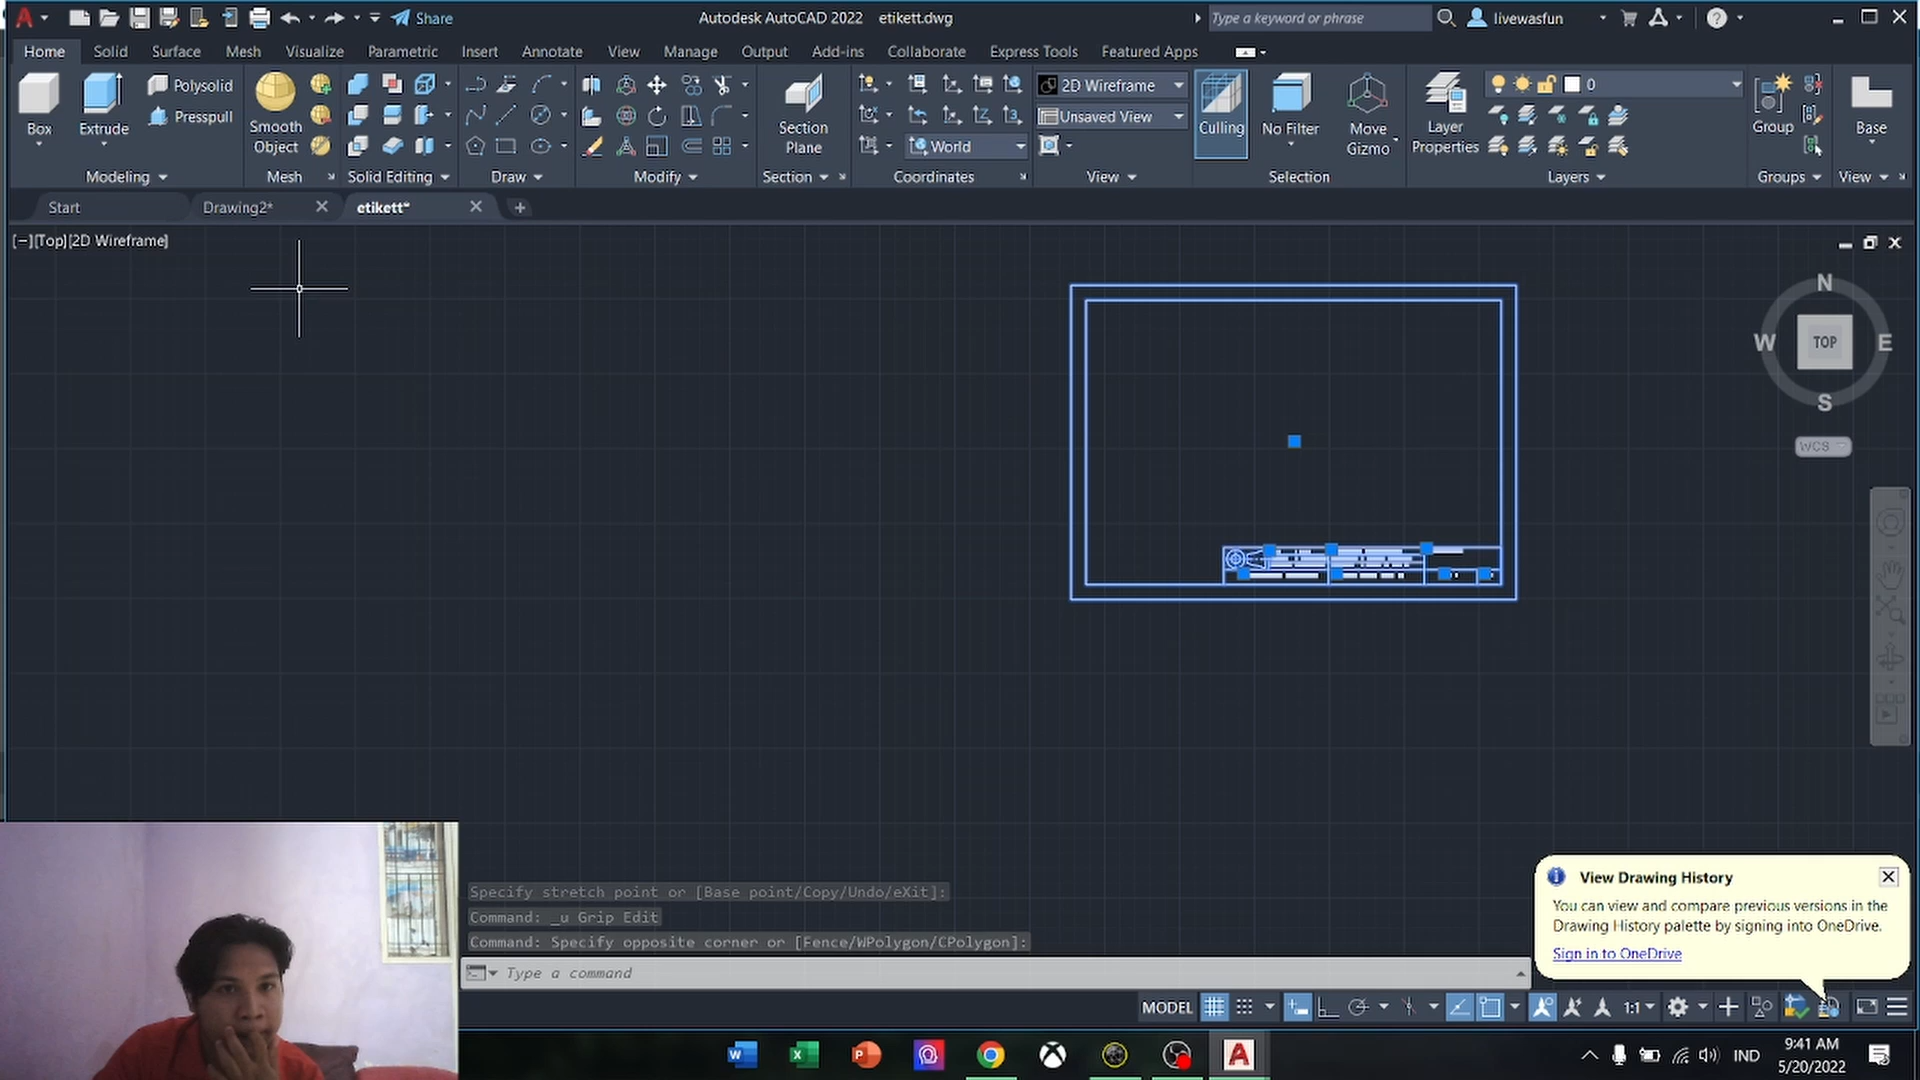 Share
Autodesk AutoCAD 2022 etikett.dwg
Type a keyword or phrase
livewasfun
Home Solid Surface Mesh Visualize Parametric Insert Annotate View Manage Output Add-ins Collaborate Express Tools Featured Apps
Box
Extrude
Polysolid
Presspull
Smooth Object
Section Plane
World
2D Wireframe
Unsaved View
Culling
No Filter
Move Gizmo
Layer Properties
0
Group
Base
Modeling
Mesh
Solid Editing
Draw
Modify
Section
Coordinates
View
Selection
Layers
Groups
View
Start
Drawing2*
etikett*
[−][Top][2D Wireframe]
N
W
TOP
E
S
WCS
Specify stretch point or [Base point/Copy/Undo/eXit]:
Command: _u Grip Edit
Command: Specify opposite corner or [Fence/WPolygon/CPolygon]:
Type a command
View Drawing History
You can view and compare previous versions in the
Drawing History palette by signing into OneDrive.
Sign in to OneDrive
MODEL
1:1
IND
9:41 AM
5/20/2022